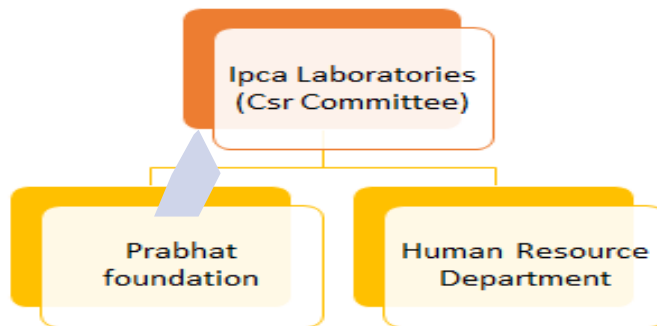 Ipca Laboratories
(Csr Committee)
Prabhat
foundation
Human Resource
Department